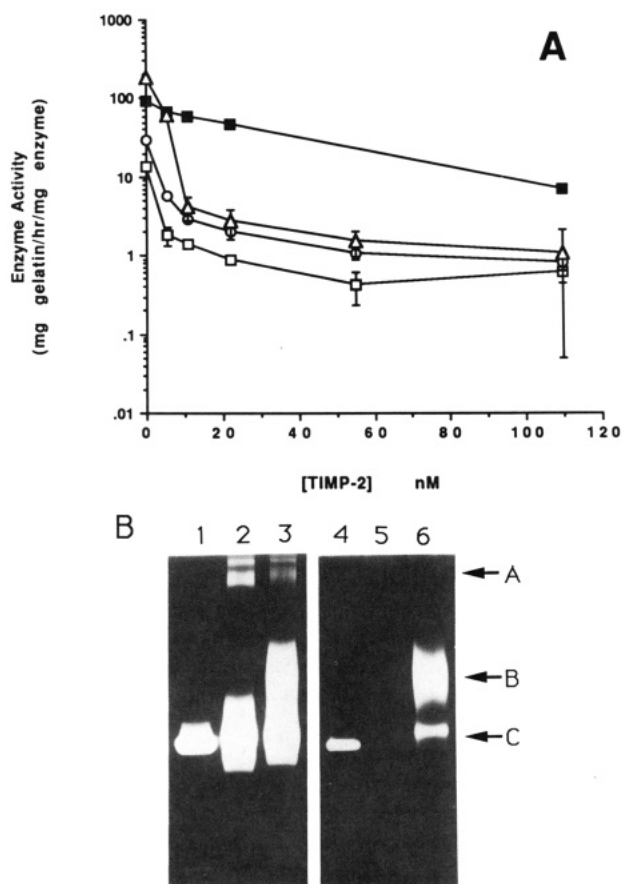 A
Enzyme Activity
(mg gelatin/hr/mg enzyme)
1000
100
10
1
.1
.01
0 20 40 60 80 100 120
[TIMP-2] nM
B
1 2 3 4 5 6
A
B
C